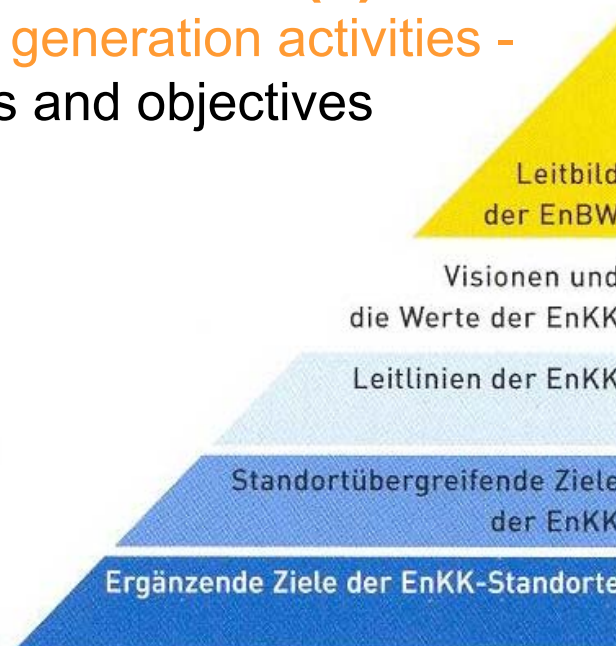 generation activities -
s and objectives
Leitbild
der EnBW
Visionen und
die Werte der EnKK
Leitlinien der EnKK
Standortübergreifende Ziele
der EnKK
Ergänzende Ziele der EnKK-Standorte